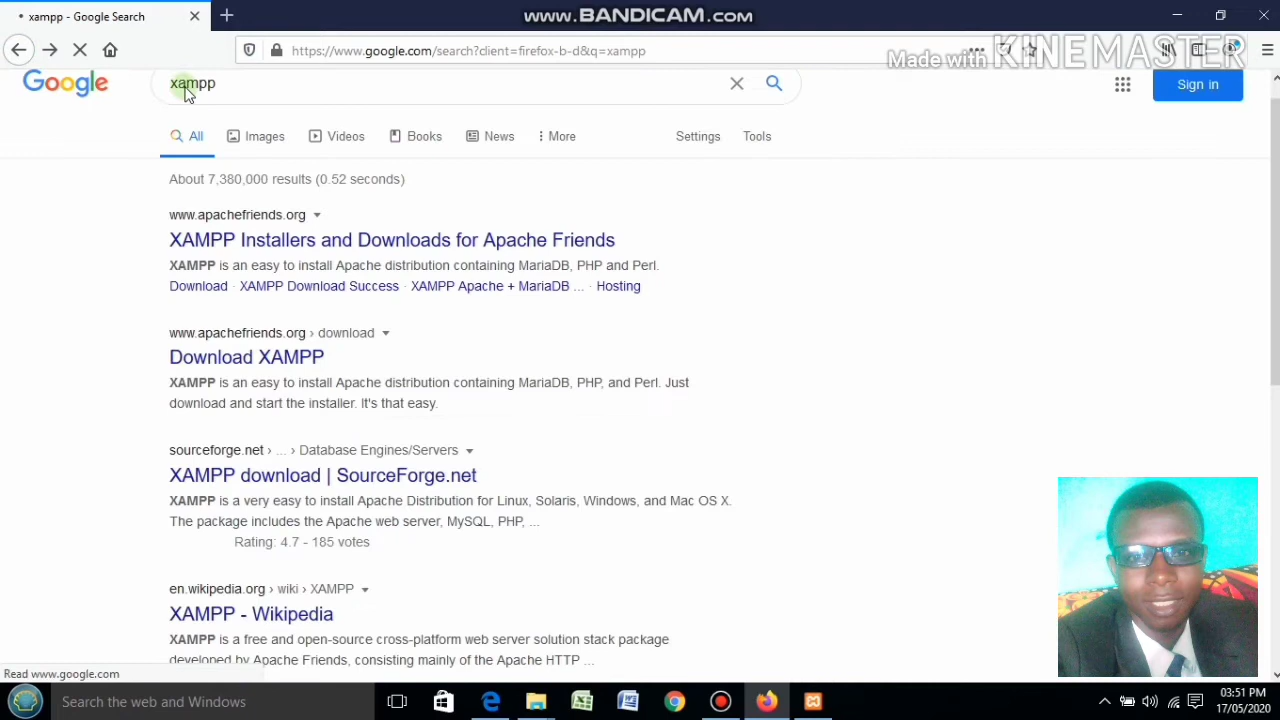 xampp - Google Search
www.BANDICAM.com
https://www.google.com/search?client=firefox-b-d&q=xampp
Made with KINEMASTER
Google
xampp
Sign in
All
Images
Videos
Books
News
More
Settings
Tools
About 7,380,000 results (0.52 seconds)
www.apachefriends.org
XAMPP Installers and Downloads for Apache Friends
XAMPP is an easy to install Apache distribution containing MariaDB, PHP and Perl.
Download · XAMPP Download Success · XAMPP Apache + MariaDB ... · Hosting
www.apachefriends.org › download
Download XAMPP
XAMPP is an easy to install Apache distribution containing MariaDB, PHP, and Perl. Just
download and start the installer. It's that easy.
sourceforge.net › ... › Database Engines/Servers
XAMPP download | SourceForge.net
XAMPP is a very easy to install Apache Distribution for Linux, Solaris, Windows, and Mac OS X.
The package includes the Apache web server, MySQL, PHP, ...
Rating: 4.7 - 185 votes
en.wikipedia.org › wiki › XAMPP
XAMPP - Wikipedia
XAMPP is a free and open-source cross-platform web server solution stack package
developed by Apache Friends, consisting mainly of the Apache HTTP ...
Read www.google.com
Search the web and Windows
03:51 PM
17/05/2020